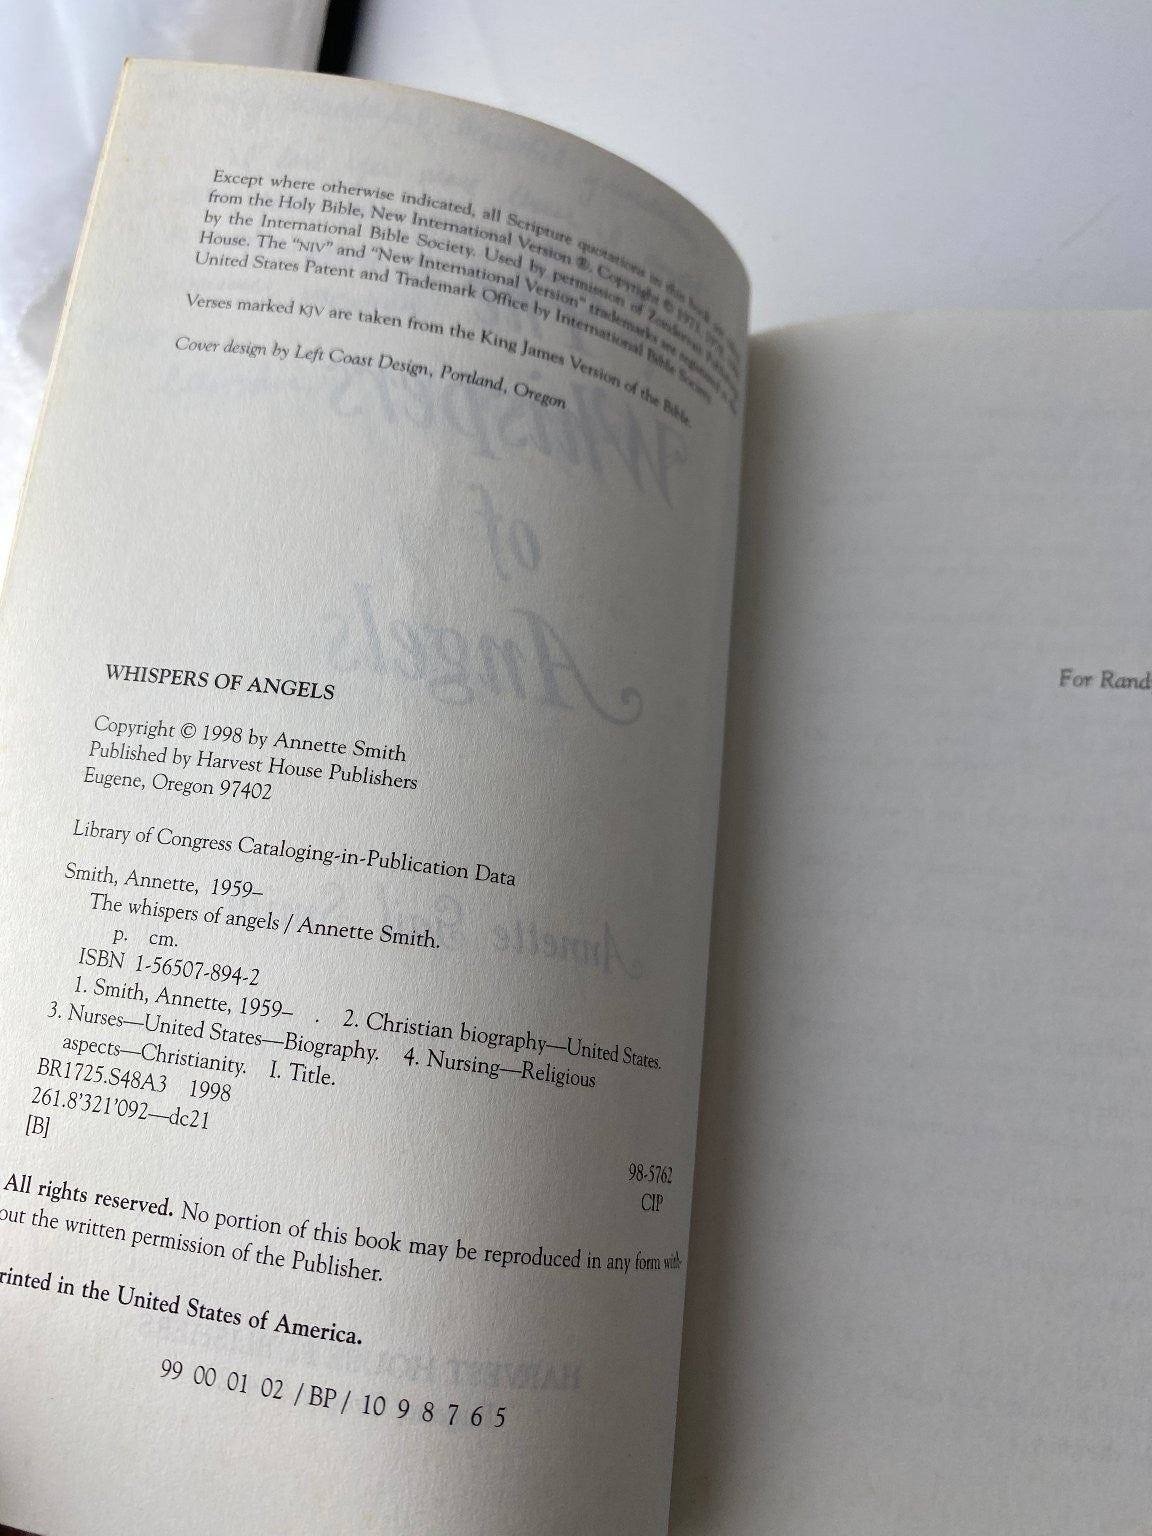 Except where otherwise indicated, all Scripture quotations in this book are
from the Holy Bible, New International Version ®. Copyright © 1973, 1978,
by the International Bible Society. Used by permission of Zondervan
House. The "NIV" and "New International Version" trademarks are registered in the
United States Patent and Trademark Office by International Bible Society.
Verses marked KJV are taken from the King James Version of the Bible.
Cover design by Left Coast Design, Portland, Oregon
WHISPERS OF ANGELS
Copyright © 1998 by Annette Smith
Published by Harvest House Publishers
Eugene, Oregon 97402
Library of Congress Cataloging-in-Publication Data
Smith, Annette, 1959–
The whispers of angels / Annette Smith.
p. cm.
ISBN 1-56507-894-2
1. Smith, Annette, 1959– . 2. Christian biography—United States.
3. Nurses—United States—Biography. 4. Nursing—Religious
aspects—Christianity. I. Title.
BR1725.S48A3 1998
261.8'321'092—dc21
[B]
98-5762
CIP
All rights reserved. No portion of this book may be reproduced in any form with-
out the written permission of the Publisher.
rinted in the United States of America.
99 00 01 02 / BP / 10 9 8 7 6 5
For Rand